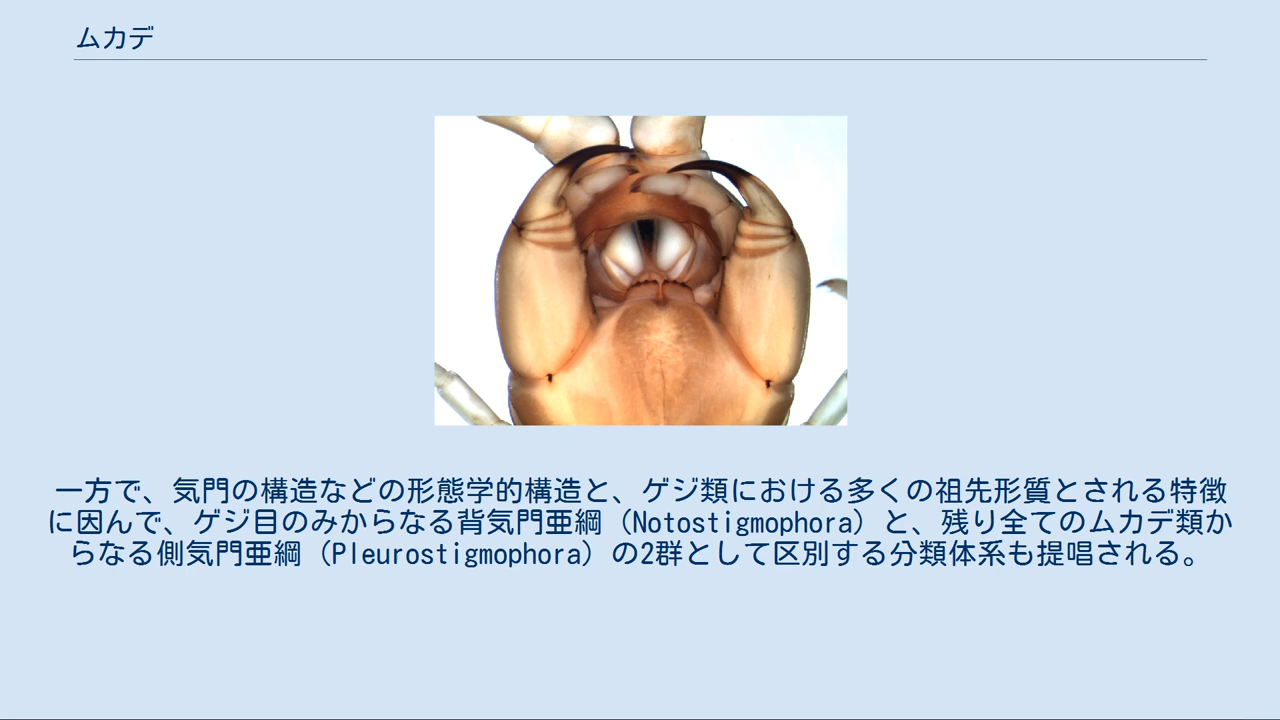 ムカデ
一方で、気門の構造などの形態学的構造と、ゲジ類における多くの祖先形質とされる特徴
に因んで、ゲジ目のみからなる背気門亜綱（Notostigmophora）と、残り全てのムカデ類か
らなる側気門亜綱（Pleurostigmophora）の2群として区別する分類体系も提唱される。